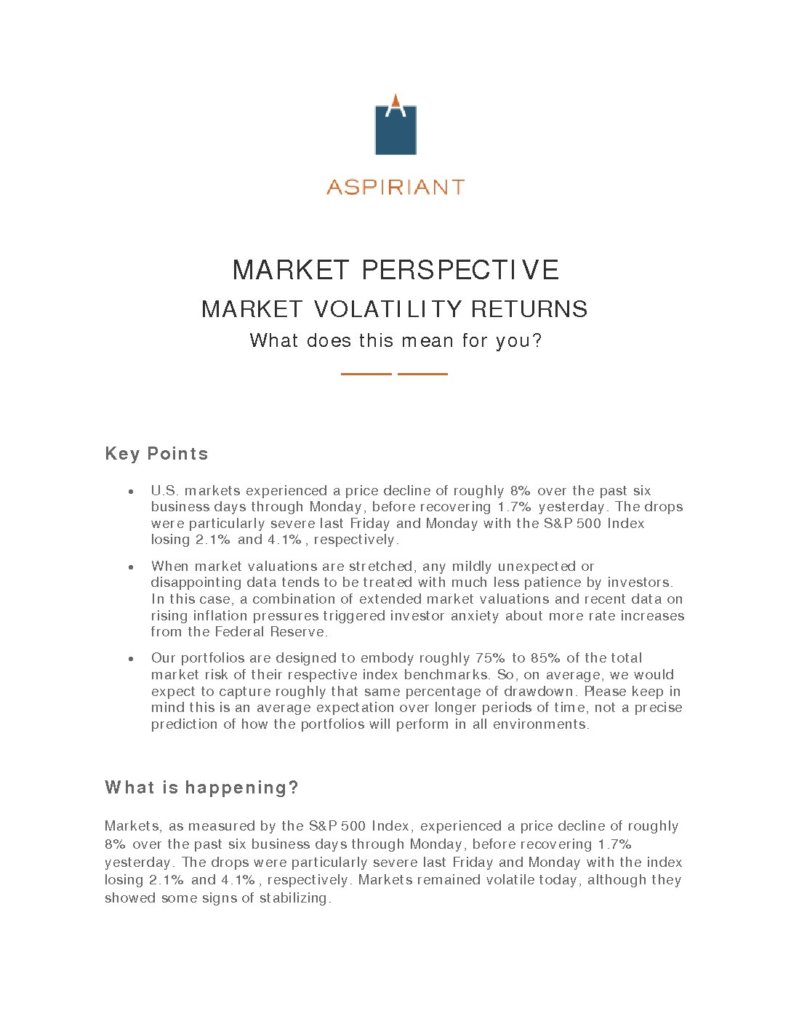 ASPIRIANT
MARKET PERSPECTIVE
MARKET VOLATILITY RETURNS
What does this mean for you?
Key Points
• U.S. markets experienced a price decline of roughly 8% over the past six
business days through Monday, before recovering 1.7% yesterday. The drops
were particularly severe last Friday and Monday with the S&P 500 Index
losing 2.1% and 4.1%, respectively.
• When market valuations are stretched, any mildly unexpected or
disappointing data tends to be treated with much less patience by investors.
In this case, a combination of extended market valuations and recent data on
rising inflation pressures triggered investor anxiety about more rate increases
from the Federal Reserve.
• Our portfolios are designed to embody roughly 75% to 85% of the total
market risk of their respective index benchmarks. So, on average, we would
expect to capture roughly that same percentage of drawdown. Please keep in
mind this is an average expectation over longer periods of time, not a precise
prediction of how the portfolios will perform in all environments.
What is happening?
Markets, as measured by the S&P 500 Index, experienced a price decline of roughly
8% over the past six business days through Monday, before recovering 1.7%
yesterday. The drops were particularly severe last Friday and Monday with the index
losing 2.1% and 4.1%, respectively. Markets remained volatile today, although they
showed some signs of stabilizing.